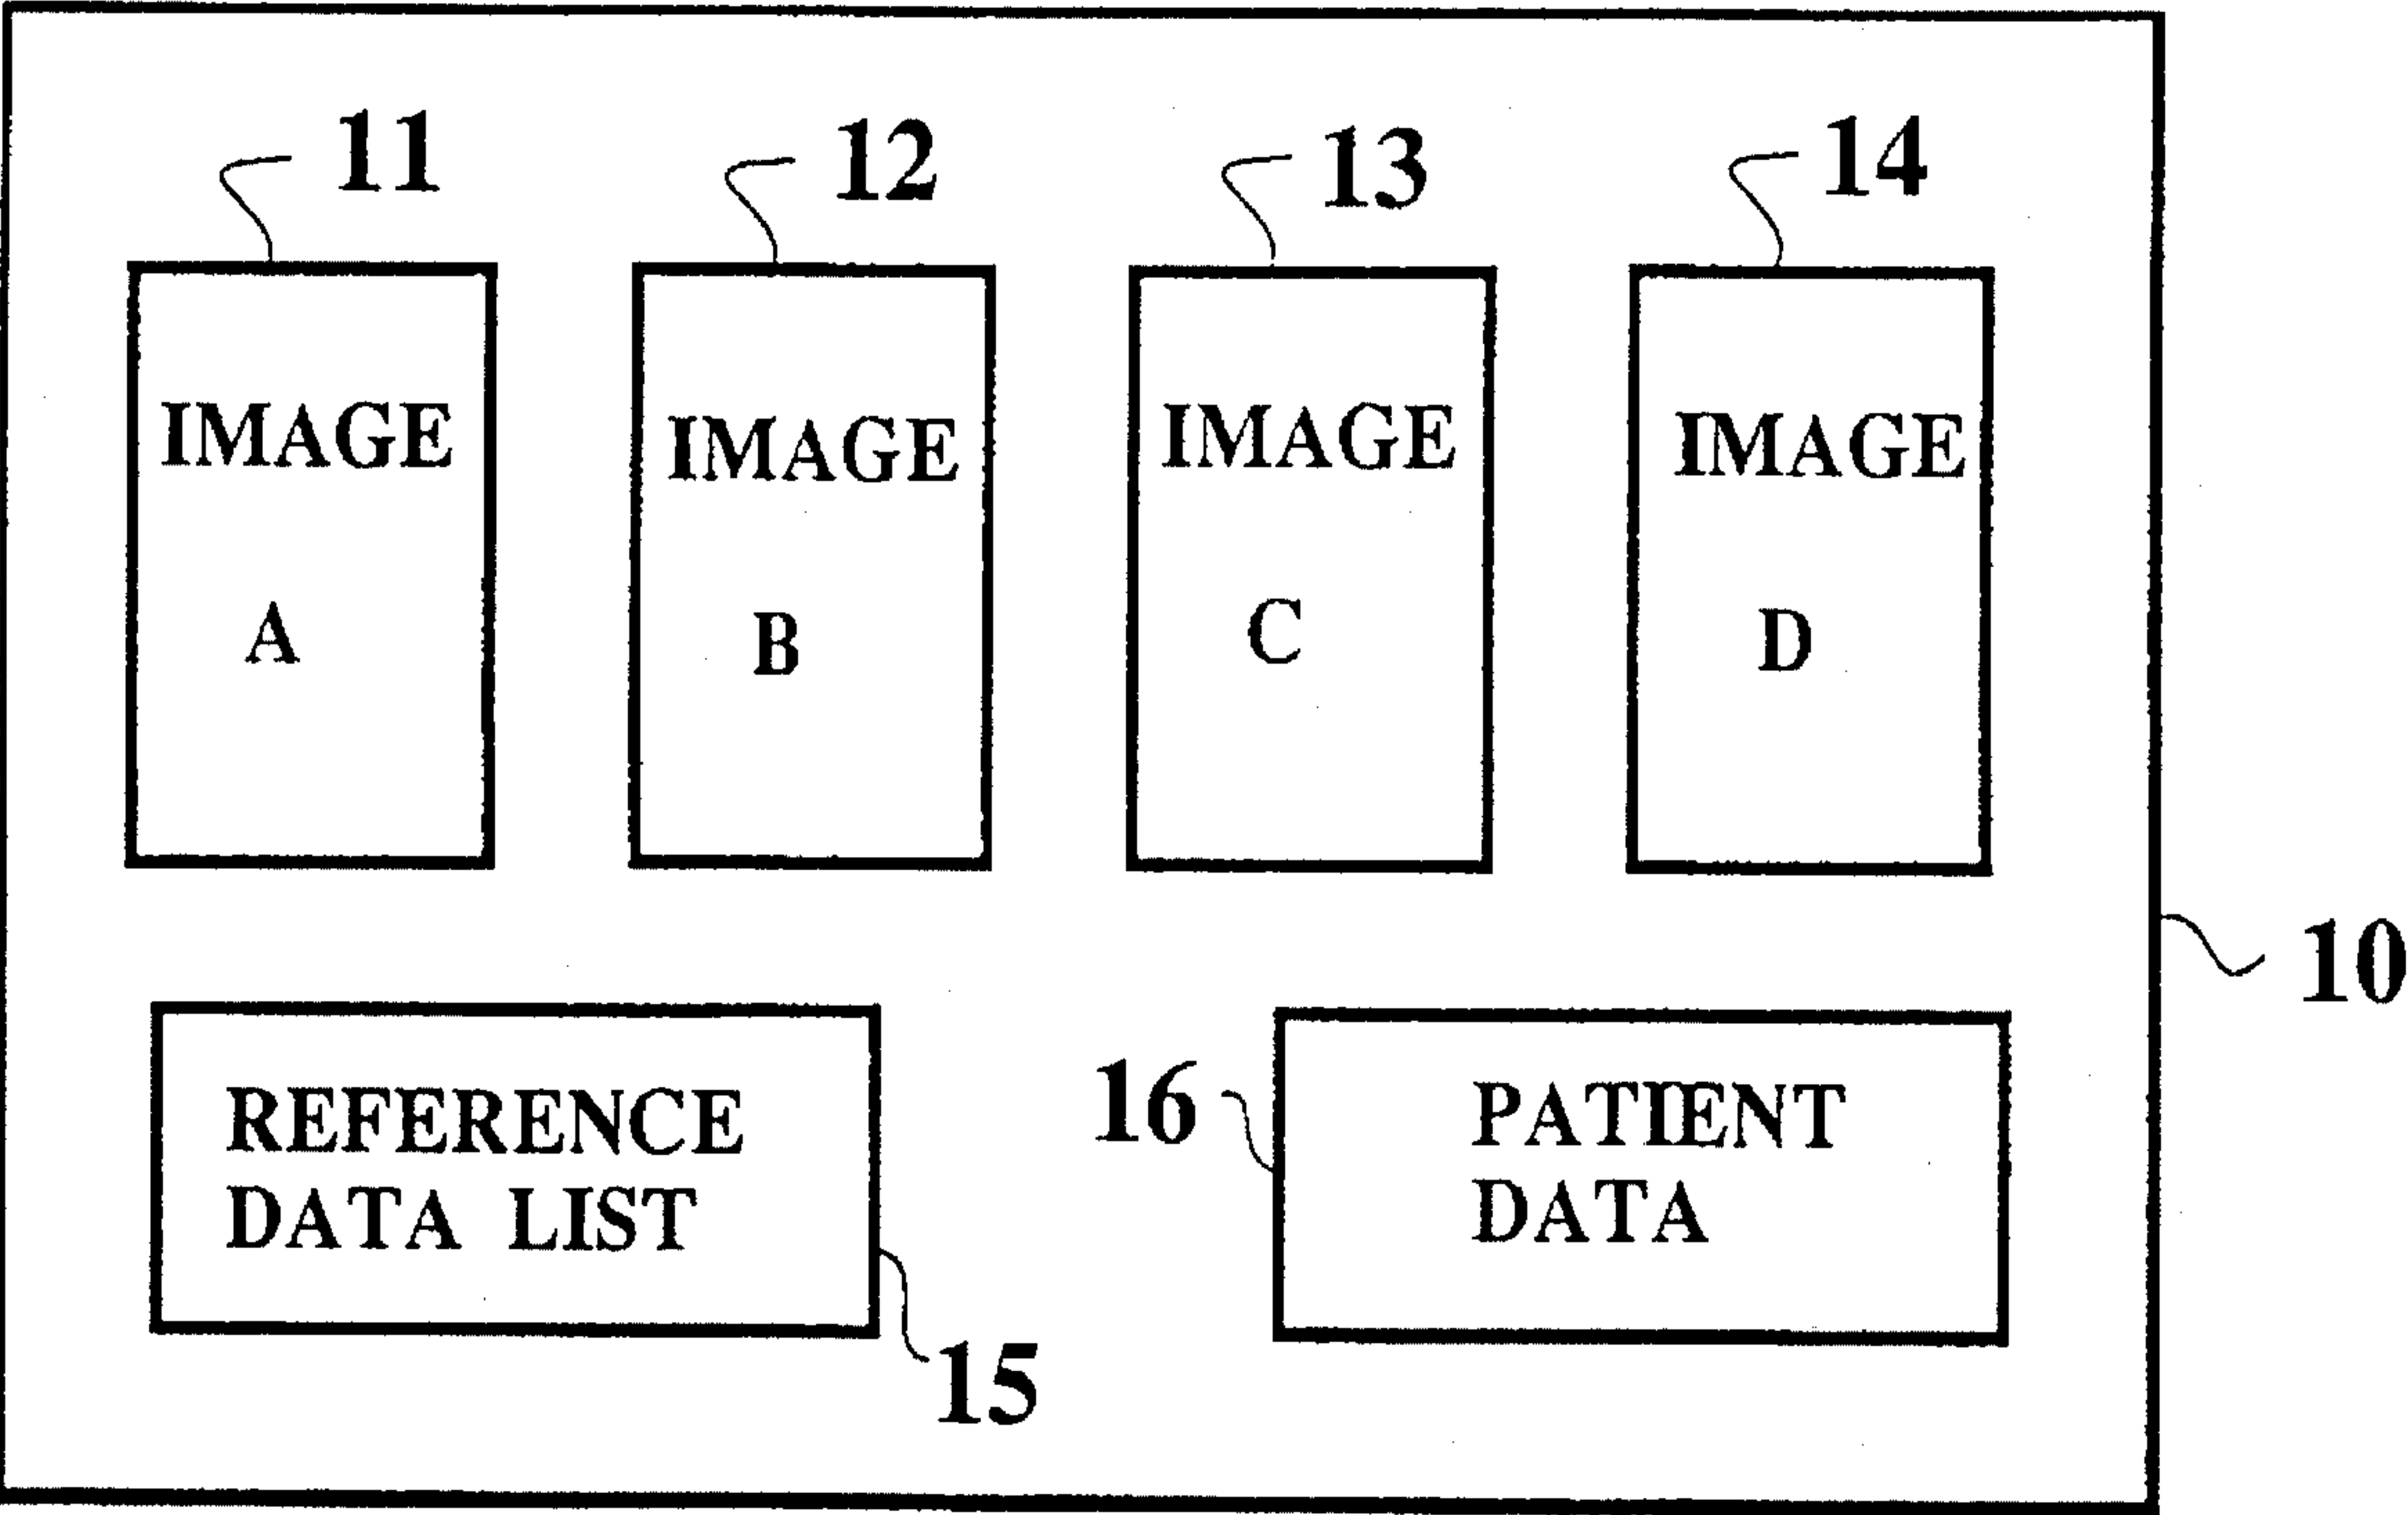 11
12
13
14
IMAGE
A
IMAGE
B
IMAGE
C
IMAGE
D
10
REFERENCE
DATA LIST
15
16
PATIENT
DATA